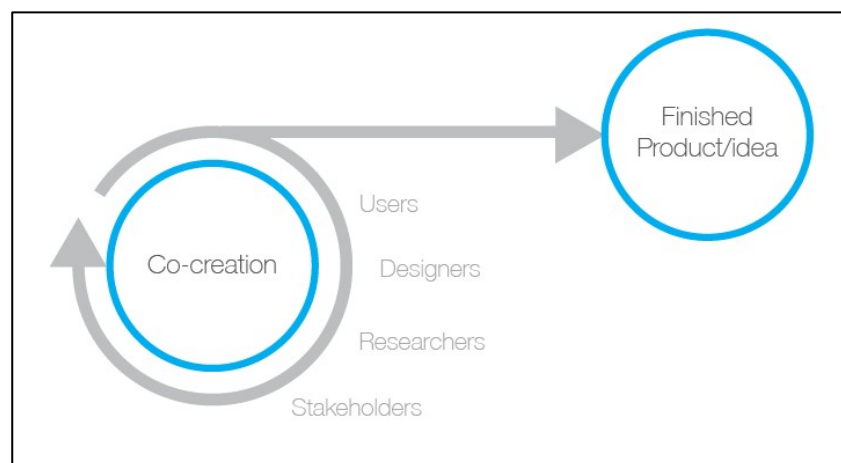 Finished
Product/idea
Users
Co-creation
Designers
Researchers
Stakeholders